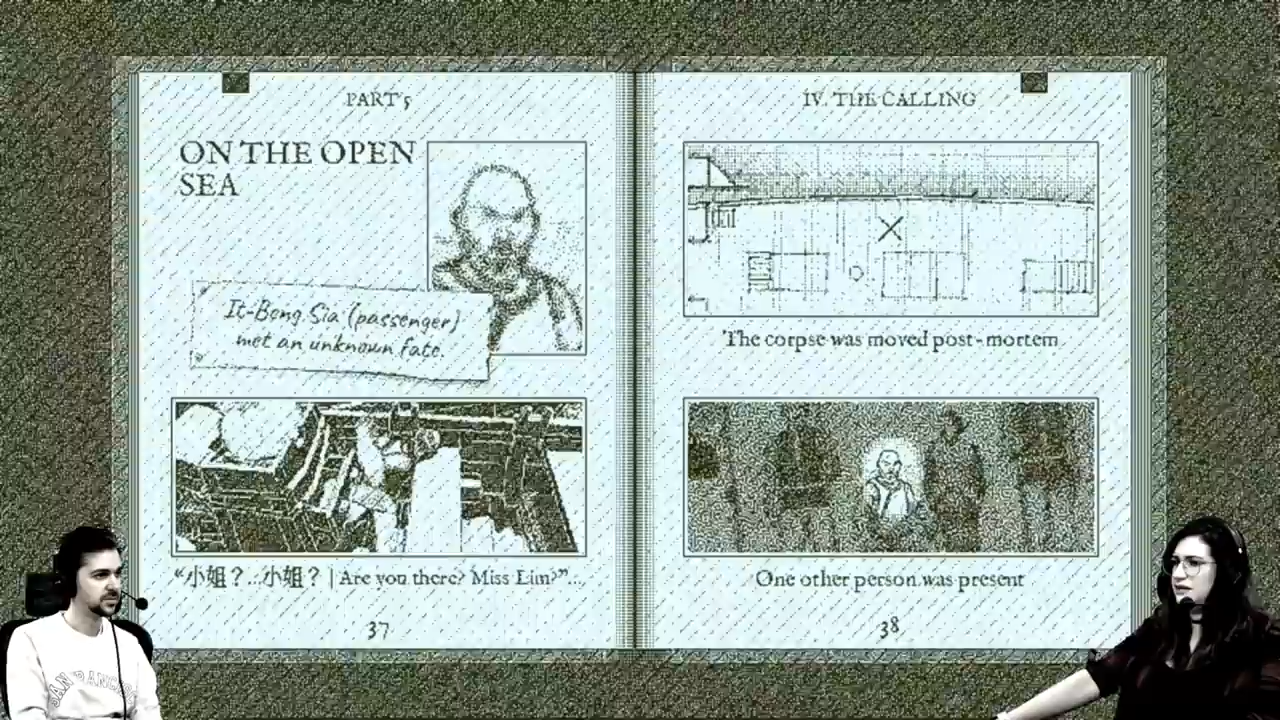 PART 5
ON THE OPEN
SEA
It-Beng Sia (passenger)
met an unknown fate.
“小姐？...小姐？ | Are you there? Miss Lim?”...
37
IV. THE CALLING
The corpse was moved post-mortem
One other person was present
38